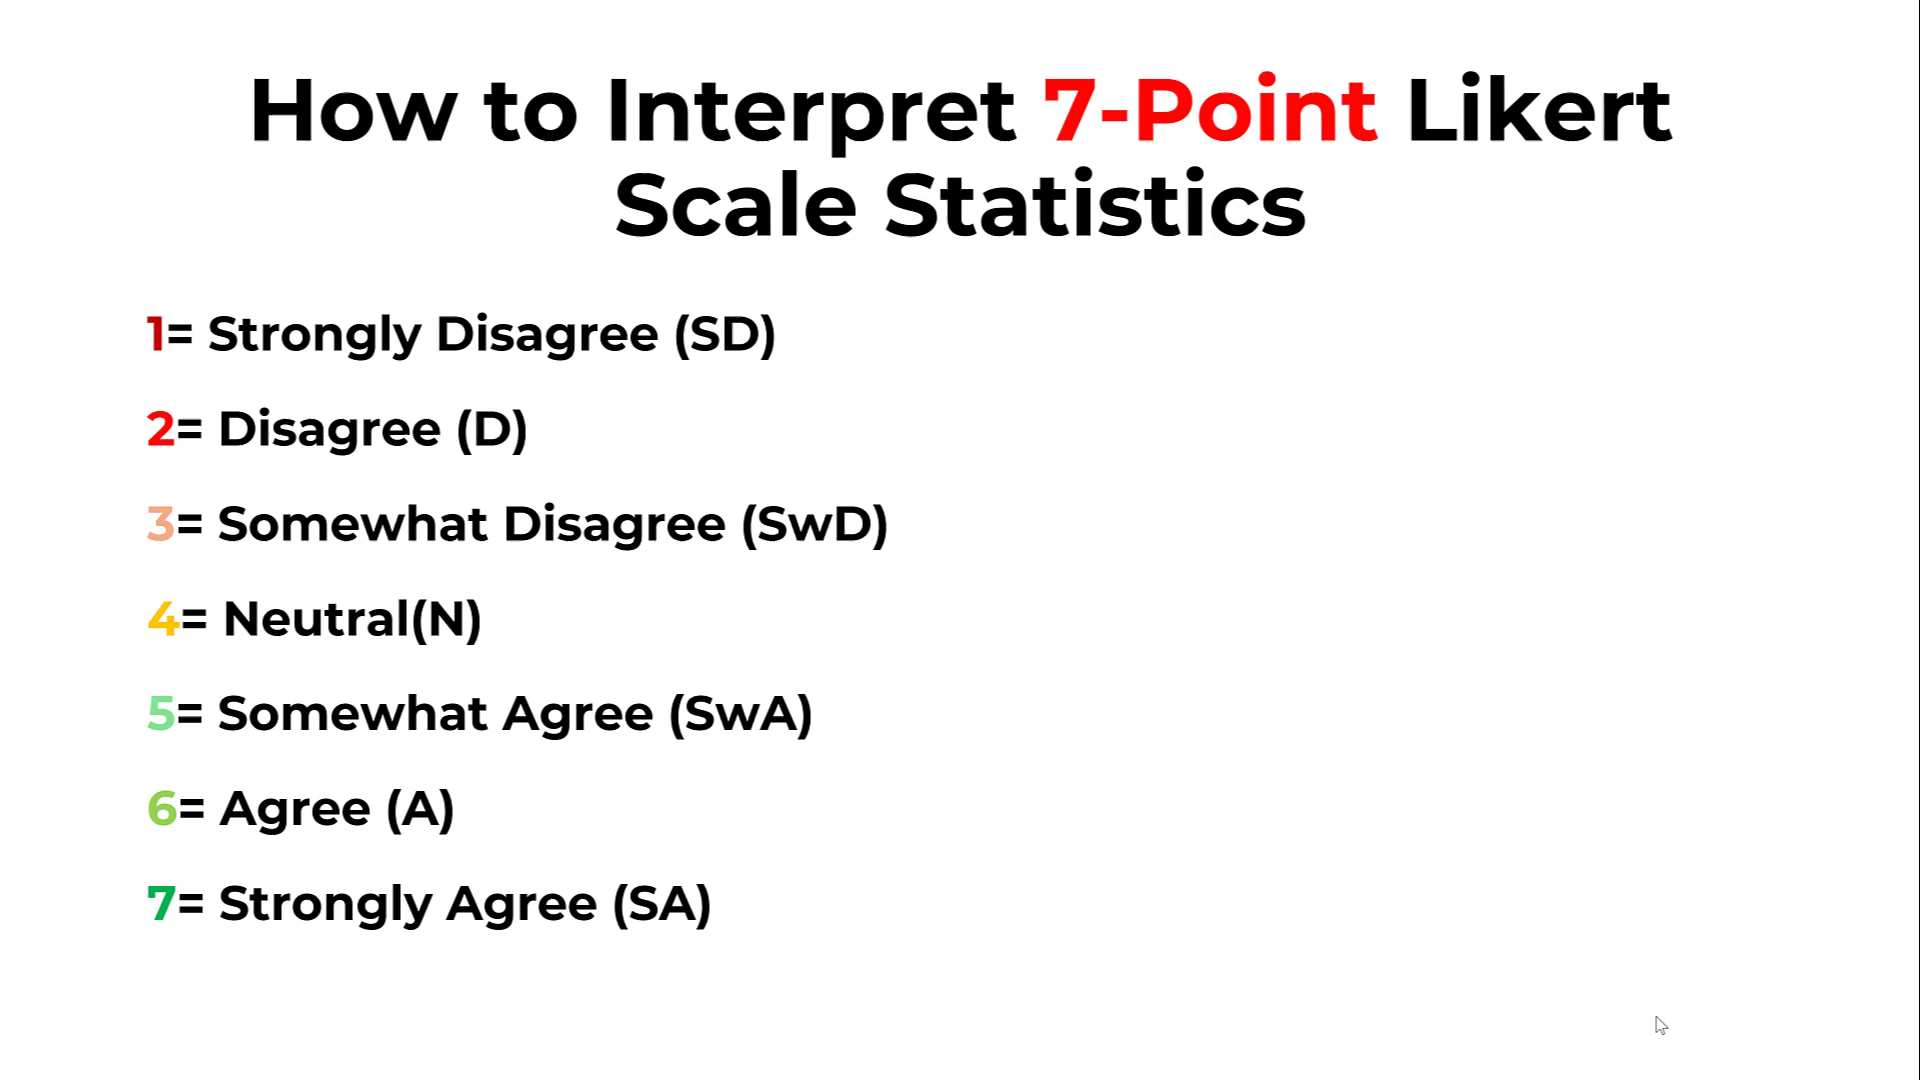 How to Interpret 7-Point Likert
Scale Statistics
1= Strongly Disagree (SD)
2= Disagree (D)
3= Somewhat Disagree (SwD)
4= Neutral(N)
5= Somewhat Agree (SwA)
6= Agree (A)
7= Strongly Agree (SA)